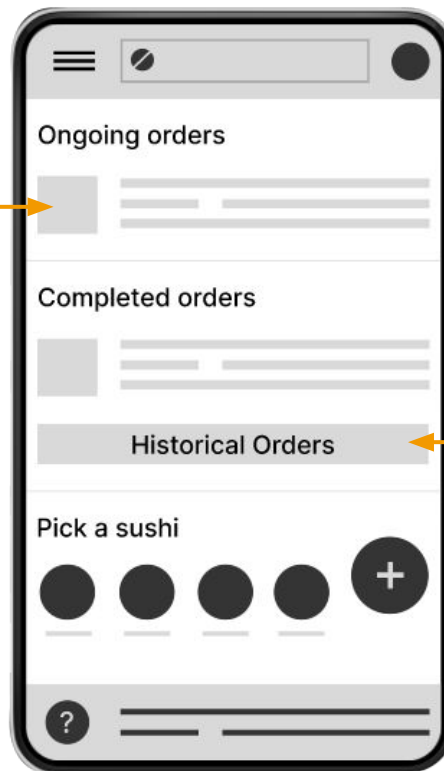 Ongoing orders
Completed orders
Historical Orders
Pick a sushi
+
?